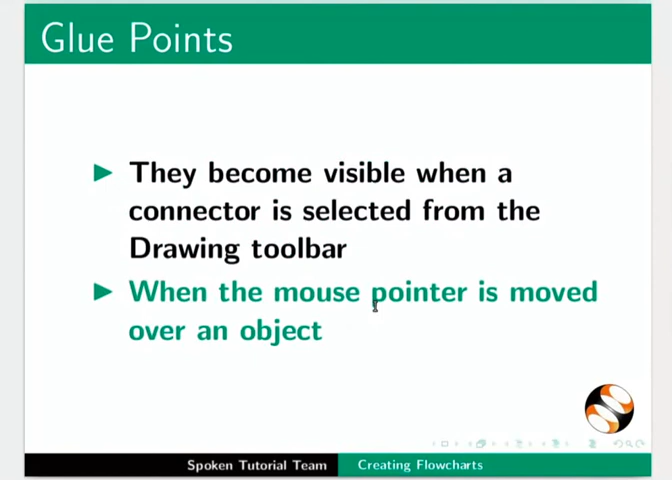 Glue Points
They become visible when a
connector is selected from the
Drawing toolbar
When the mouse pointer is moved
over an object
Spoken Tutorial Team
Creating Flowcharts